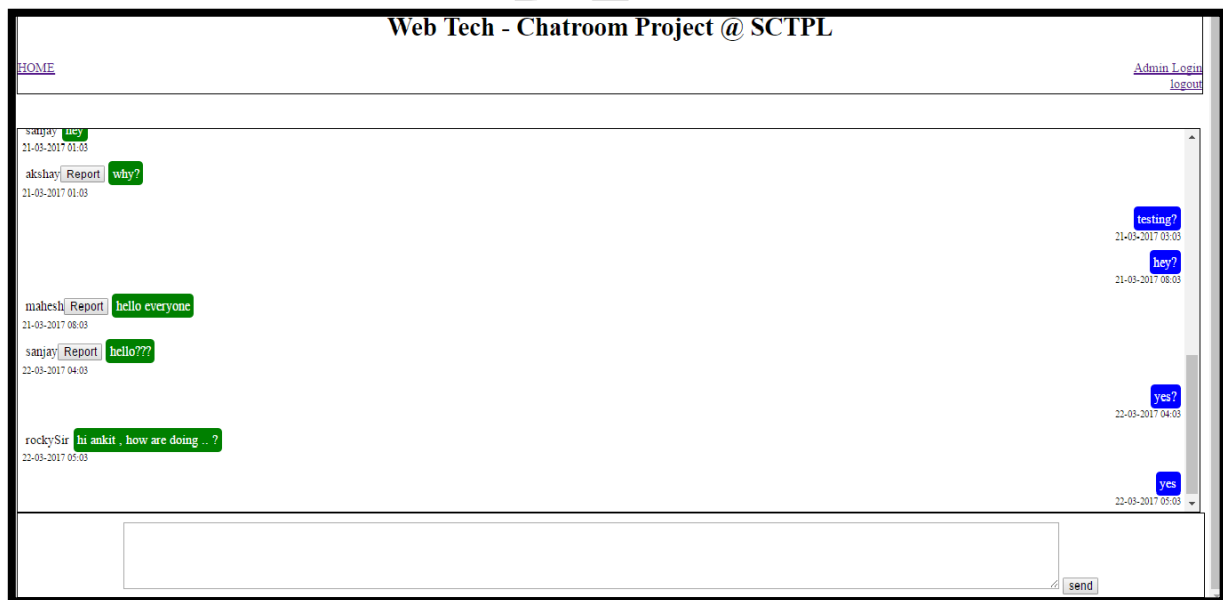 Web Tech - Chatroom Project @ SCTPL
HOME
Admin Login
logout
sanjay hey
21-03-2017 01:03
akshay Report why?
21-03-2017 01:03
testing?
21-03-2017 03:03
hey?
21-03-2017 08:03
mahesh Report hello everyone
21-03-2017 08:03
sanjay Report hello???
22-03-2017 04:03
yes?
22-03-2017 04:03
rockySir hi ankit , how are doing .. ?
22-03-2017 05:03
yes
22-03-2017 05:03
send